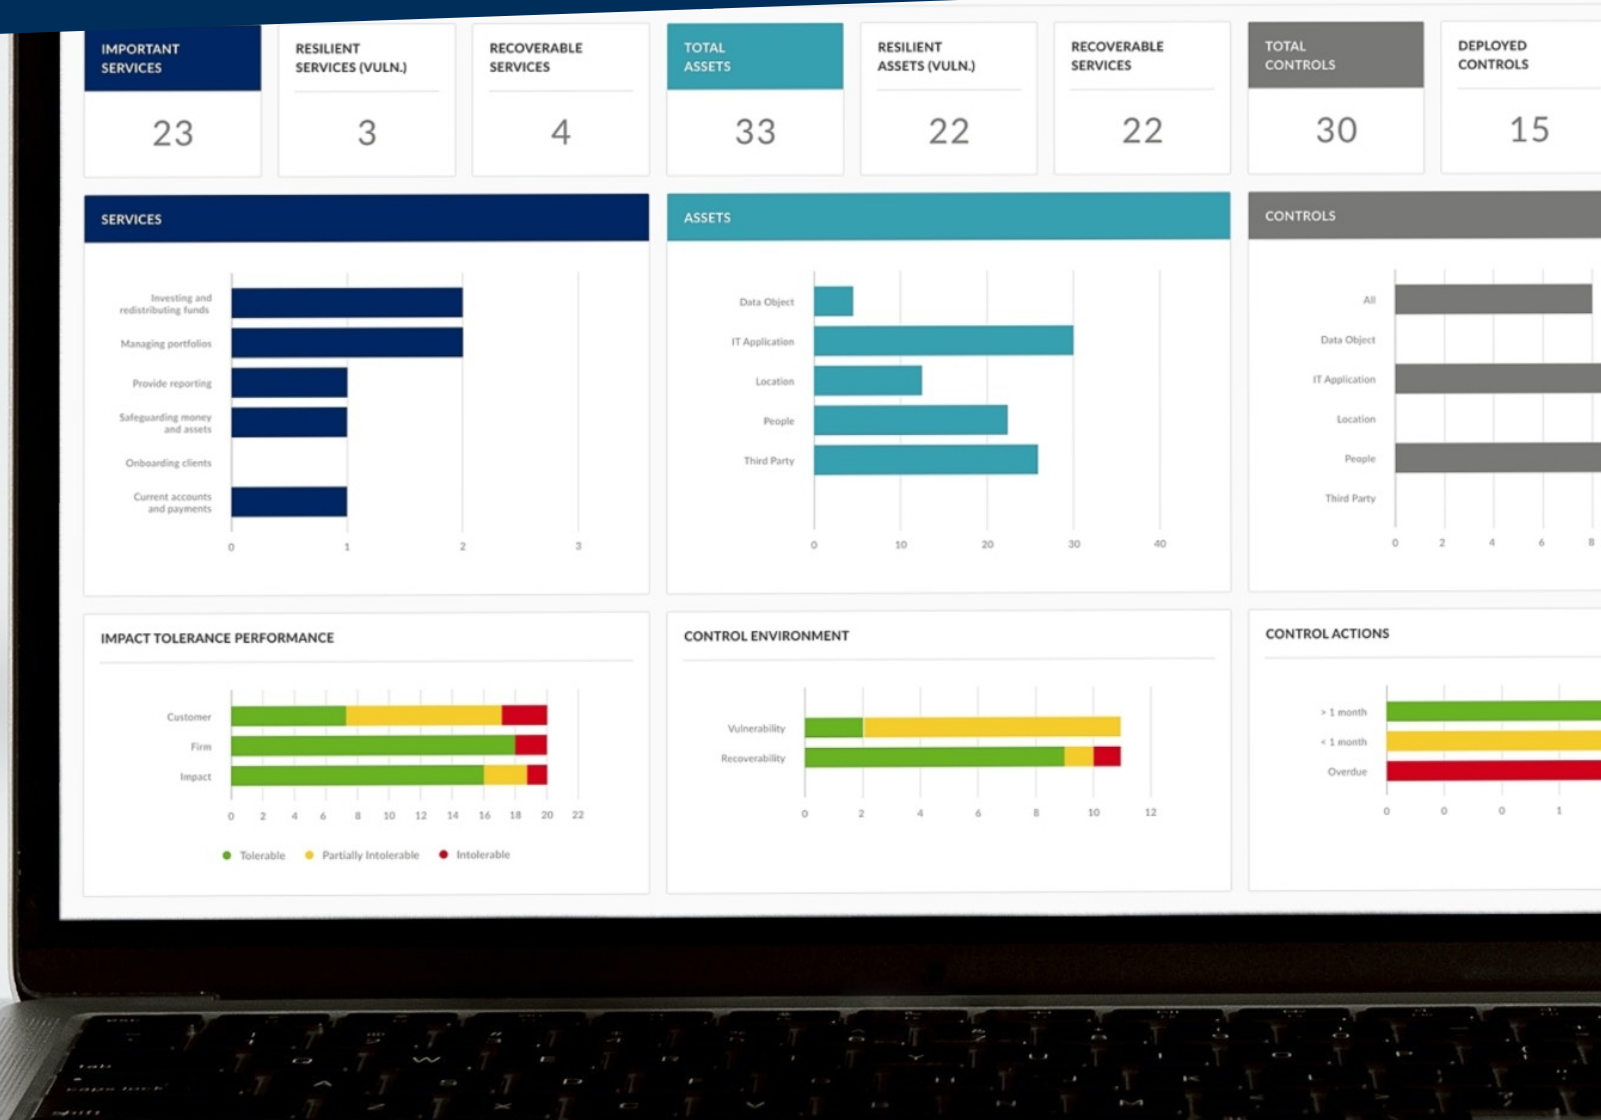 IMPORTANT
SERVICES
23
RESILIENT
SERVICES (VULN.)
3
RECOVERABLE
SERVICES
4
TOTAL
ASSETS
33
RESILIENT
ASSETS (VULN.)
22
RECOVERABLE
SERVICES
22
TOTAL
CONTROLS
30
DEPLOYED
CONTROLS
15
SERVICES
Investing and
redistributing funds
Managing portfolios
Provide reporting
Safeguarding money
and assets
Onboarding clients
Current accounts
and payments
0 1 2 3
ASSETS
Data Object
IT Application
Location
People
Third Party
0 10 20 30 40
CONTROLS
All
Data Object
IT Application
Location
People
Third Party
0 2 4 6 8
IMPACT TOLERANCE PERFORMANCE
Customer
Firm
Impact
0 2 4 6 8 10 12 14 16 18 20 22
Tolerable Partially Intolerable Intolerable
CONTROL ENVIRONMENT
Vulnerability
Recoverability
0 2 4 6 8 10 12
CONTROL ACTIONS
> 1 month
< 1 month
Overdue
0 0 0 1